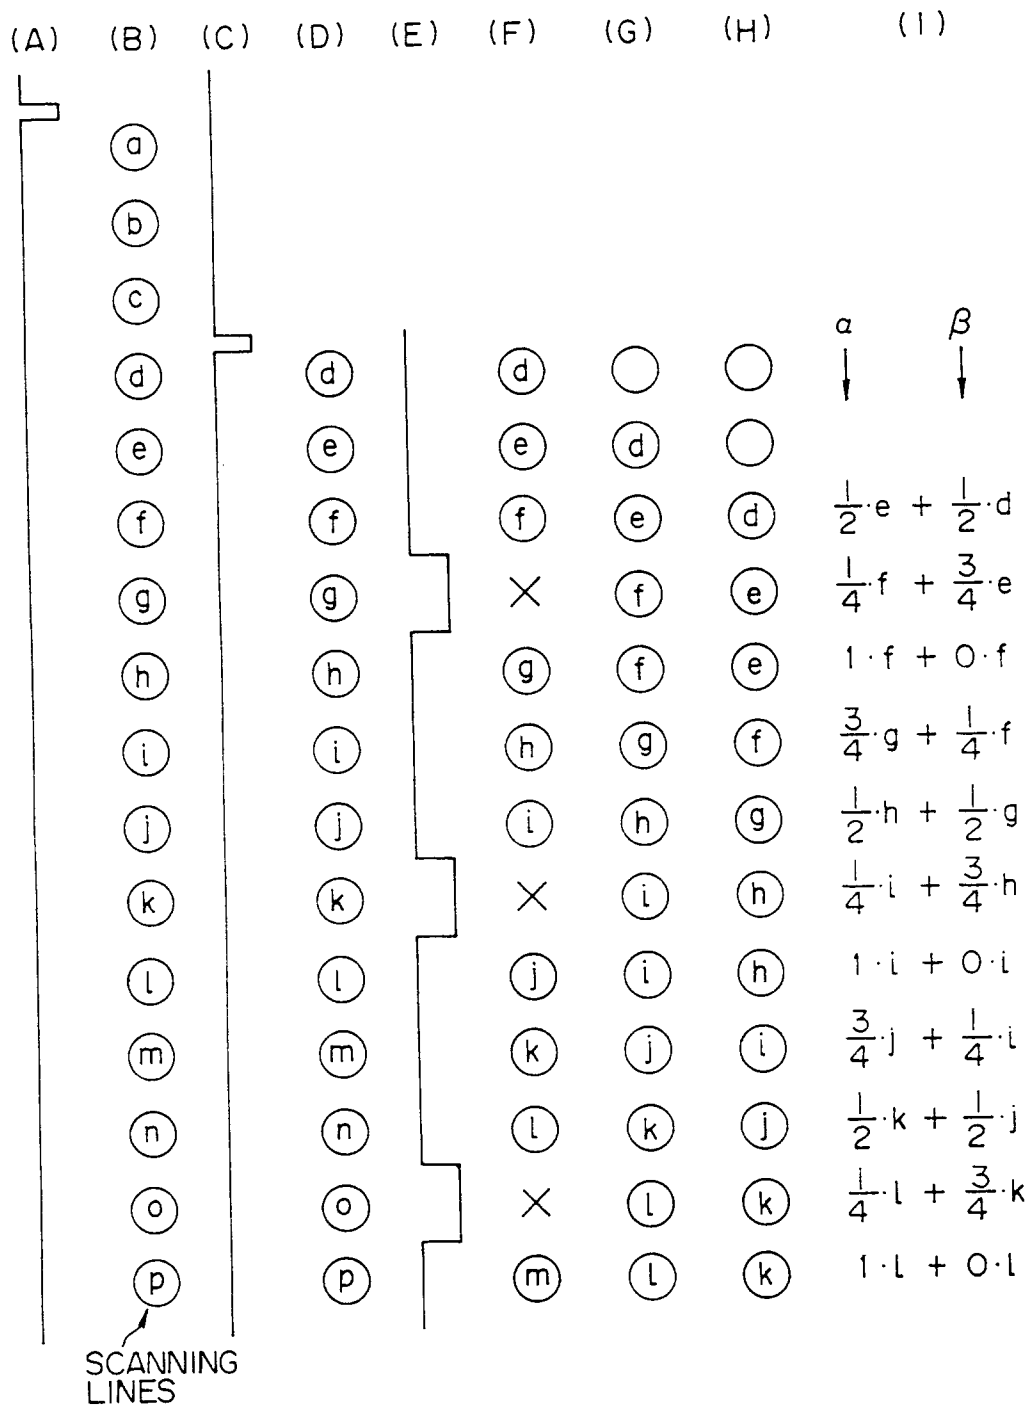 (A) (B) (C) (D) (E) (F) (G) (H) (I)
a
b
c
α β
d d d
e e e d
f f f e d 1/2·e + 1/2·d
g g × f e 1/4·f + 3/4·e
h h g f e 1·f + 0·f
i i h g f 3/4·g + 1/4·f
j j i h g 1/2·h + 1/2·g
k k × i h 1/4·i + 3/4·h
l l j i h 1·i + 0·i
m m k j i 3/4·j + 1/4·i
n n l k j 1/2·k + 1/2·j
o o × l k 1/4·l + 3/4·k
p p m l k 1·l + 0·l
SCANNING
LINES